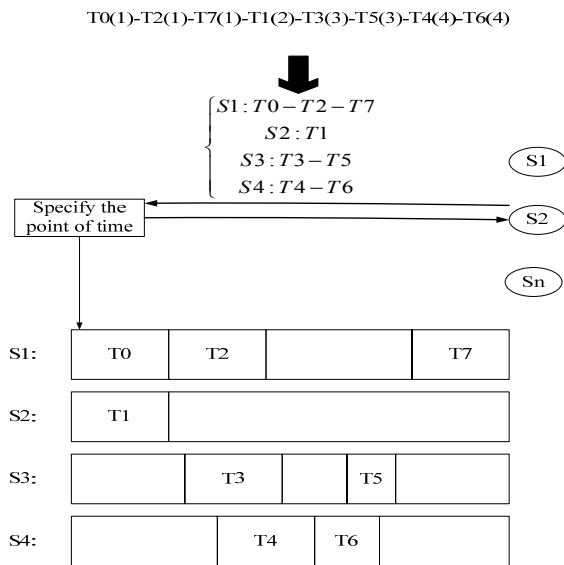 T0(1)-T2(1)-T7(1)-T1(2)-T3(3)-T5(3)-T4(4)-T6(4)
S1:T0-T2-T7
S2:T1
S3:T3-T5
S4:T4-T6
S1
Specify the
point of time
S2
Sn
S1: T0 T2 T7
S2: T1
S3: T3 T5
S4: T4 T6